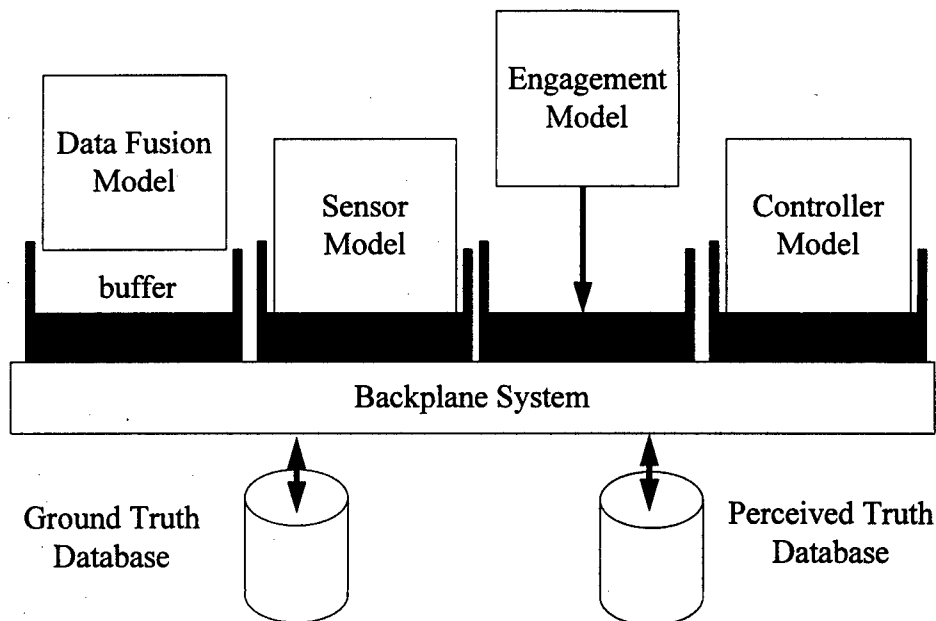 Engagement
Model
Data Fusion
Model
Sensor
Model
Controller
Model
buffer
Backplane System
Ground Truth
Database
Perceived Truth
Database